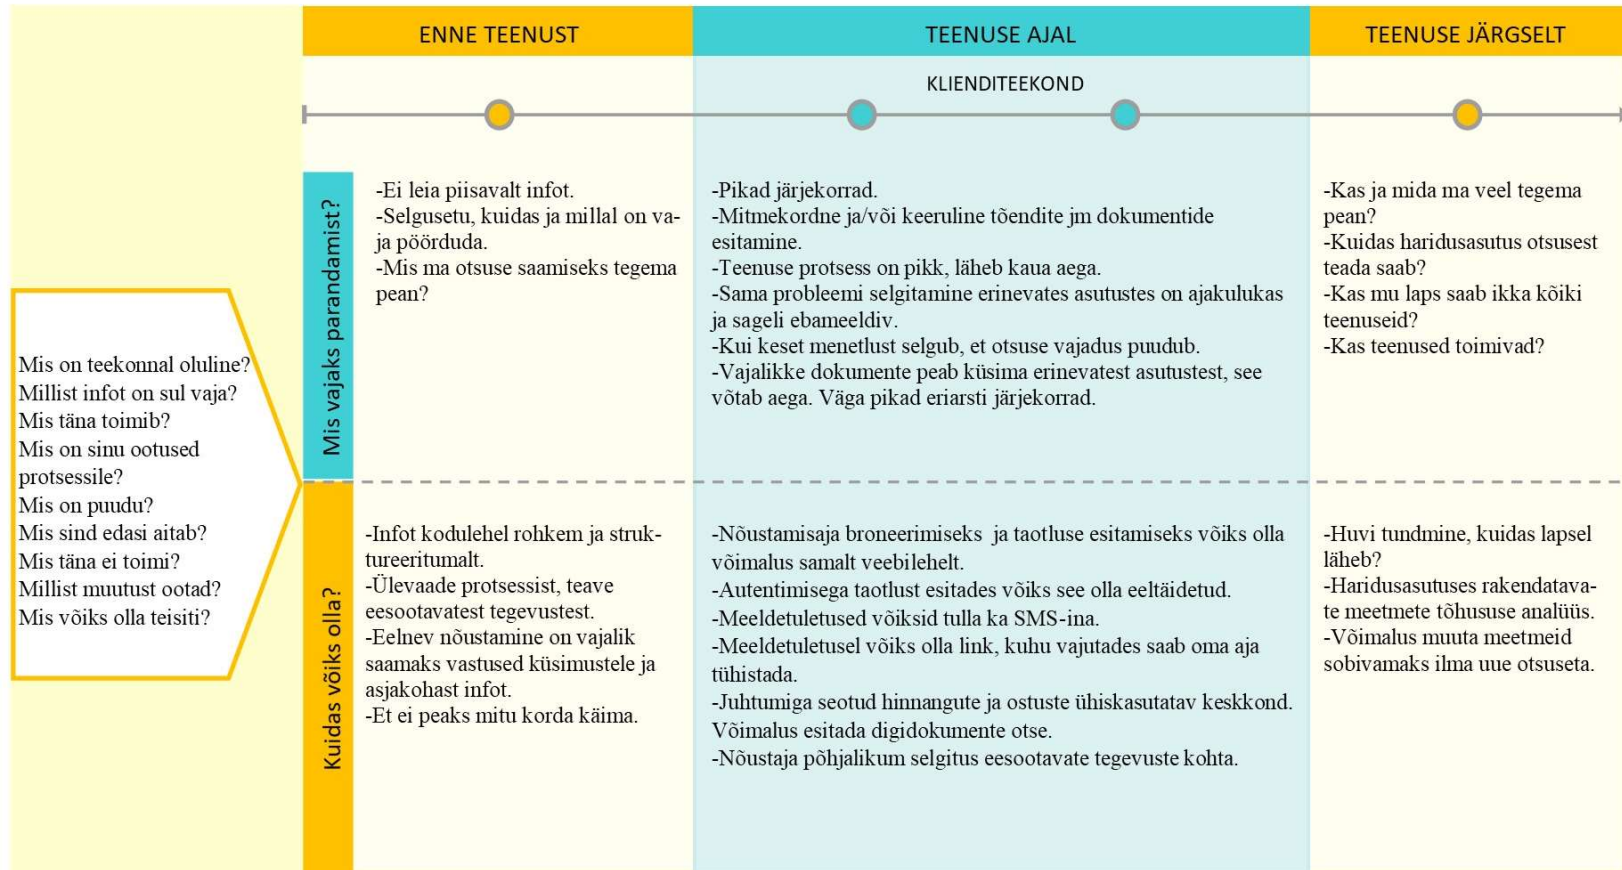 ENNE TEENUST
TEENUSE AJAL
TEENUSE JÄRGSELT
KLIENDITEEKOND
Mis on teekonnal oluline?
Millist infot on sul vaja?
Mis täna toimib?
Mis on sinu ootused
protsessile?
Mis on puudu?
Mis sind edasi aitab?
Mis täna ei toimi?
Millist muutust ootad?
Mis võiks olla teisiti?
Mis vajaks parandamist?
-Ei leia piisavalt infot.
-Selgusetu, kuidas ja millal on va-
ja pöörduda.
-Mis ma otsuse saamiseks tegema
pean?
-Pikad järjekorrad.
-Mitmekordne ja/või keeruline tõendite jm dokumentide
esitamine.
-Teenuse protsess on pikk, läheb kaua aega.
-Sama probleemi selgitamine erinevates asutustes on ajakulukas
ja sageli ebameeldiv.
-Kui keset menetlust selgub, et otsuse vajadus puudub.
-Vajalikke dokumente peab küsima erinevatest asutustest, see
võtab aega. Väga pikad eriarsti järjekorrad.
-Kas ja mida ma veel tegema
pean?
-Kuidas haridusasutus otsusest
teada saab?
-Kas mu laps saab ikka kõiki
teenuseid?
-Kas teenused toimivad?
Kuidas võiks olla?
-Infot kodulehel rohkem ja struk-
tureeritumalt.
-Ülevaade protsessist, teave
eesootavatest tegevustest.
-Eelnev nõustamine on vajalik
saamaks vastused küsimustele ja
asjakohast infot.
-Et ei peaks mitu korda käima.
-Nõustamisaja broneerimiseks ja taotluse esitamiseks võiks olla
võimalus samalt veebilehelt.
-Autentimisega taotlust esitades võiks see olla eeltäidetud.
-Meeldetuletused võiksid tulla ka SMS-ina.
-Meeldetuletusel võiks olla link, kuhu vajutades saab oma aja
tühistada.
-Juhtumiga seotud hinnangute ja ostuste ühiskasutatav keskkond.
Võimalus esitada digidokumente otse.
-Nõustaja põhjalikum selgitus eesootavate tegevuste kohta.
-Huvi tundmine, kuidas lapsel
läheb?
-Haridusasutuses rakendatava-
te meetmete tõhususe analüüs.
-Võimalus muuta meetmeid
sobivamaks ilma uue otsuseta.